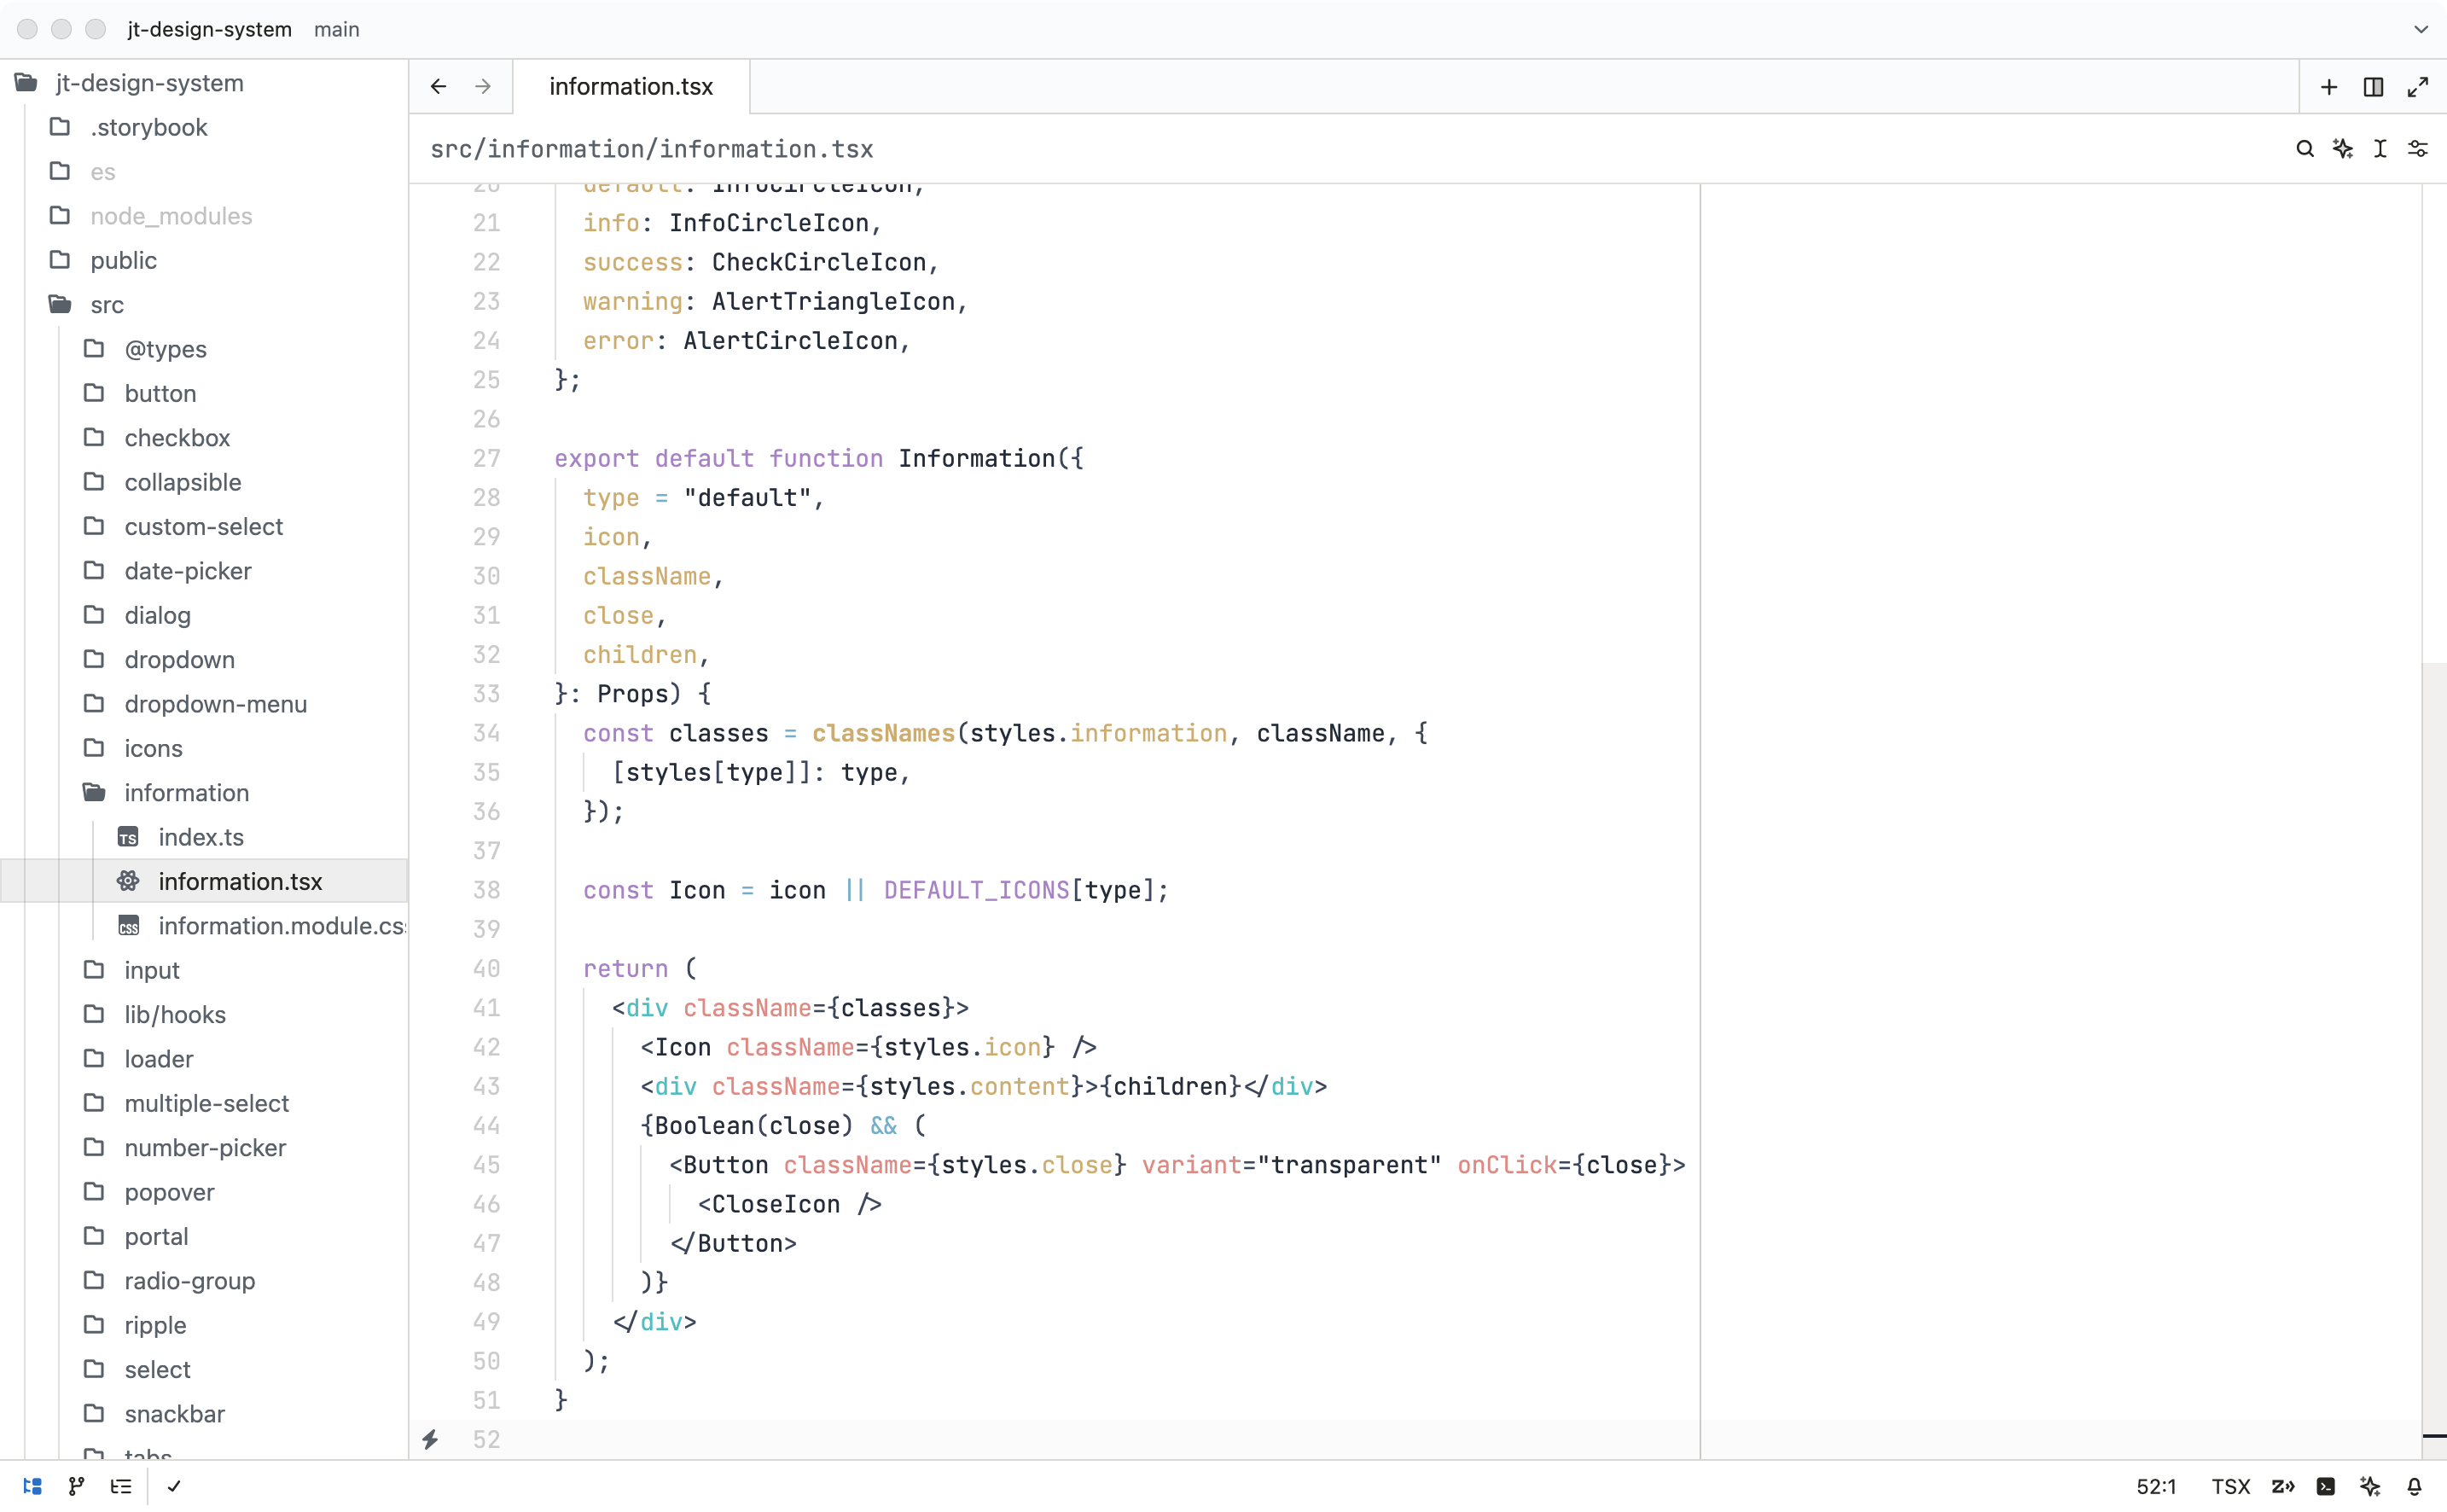 jt-design-system main
jt-design-system
.storybook
es
node_modules
public
src
@types
button
checkbox
collapsible
custom-select
date-picker
dialog
dropdown
dropdown-menu
icons
information
index.ts
information.tsx
information.module.cs
input
lib/hooks
loader
multiple-select
number-picker
popover
portal
radio-group
ripple
select
snackbar
tabs
information.tsx
src/information/information.tsx
20 default: InfoCircleIcon,
21 info: InfoCircleIcon,
22 success: CheckCircleIcon,
23 warning: AlertTriangleIcon,
24 error: AlertCircleIcon,
25 };
26
27 export default function Information({
28 type = "default",
29 icon,
30 className,
31 close,
32 children,
33 }: Props) {
34 const classes = classNames(styles.information, className, {
35 [styles[type]]: type,
36 });
37
38 const Icon = icon || DEFAULT_ICONS[type];
39
40 return (
41 <div className={classes}>
42 <Icon className={styles.icon} />
43 <div className={styles.content}>{children}</div>
44 {Boolean(close) && (
45 <Button className={styles.close} variant="transparent" onClick={close}>
46 <CloseIcon />
47 </Button>
48 )}
49 </div>
50 );
51 }
52
52:1 TSX